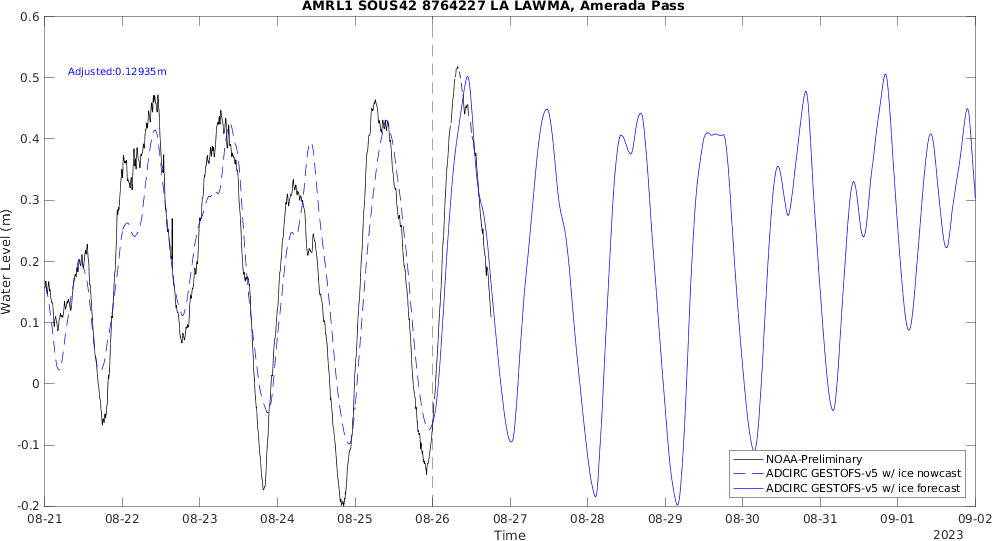 AMRL1 SOUS42 8764227 LA LAWMA, Amerada Pass
Adjusted:0.12935m
Water Level (m)
0.6
0.5
0.4
0.3
0.2
0.1
0
-0.1
-0.2
NOAA-Preliminary
ADCIRC GESTOFS-v5 w/ ice nowcast
ADCIRC GESTOFS-v5 w/ ice forecast
08-21 08-22 08-23 08-24 08-25 08-26 08-27 08-28 08-29 08-30 08-31 09-01 09-02
Time
2023